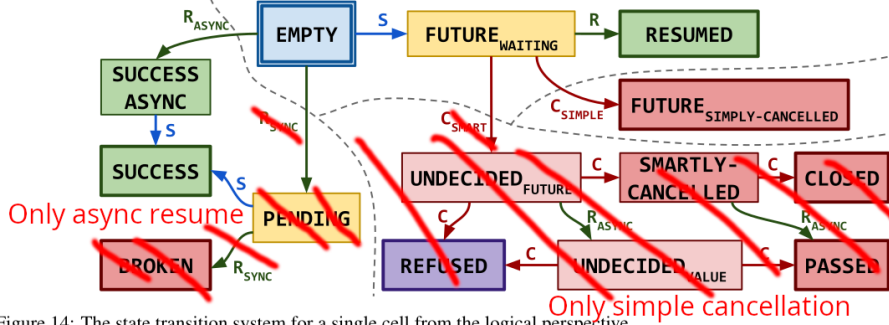 R_ASYNC
EMPTY
S
FUTURE_WAITING
R
RESUMED
SUCCESS
ASYNC
C_SMART
C_SIMPLE
FUTURE_SIMPLY-CANCELLED
R_SYNC
S
SUCCESS
S
UNDECIDED_FUTURE
C
SMARTLY-
CANCELLED
C
CLOSED
Only async resume
PENDING
C
R_ASYNC
R_ASYNC
BROKEN
R_SYNC
REFUSED
C
UNDECIDED_VALUE
C
PASSED
Only simple cancellation
Figure 14: The state transition system for a single cell from the logical perspective